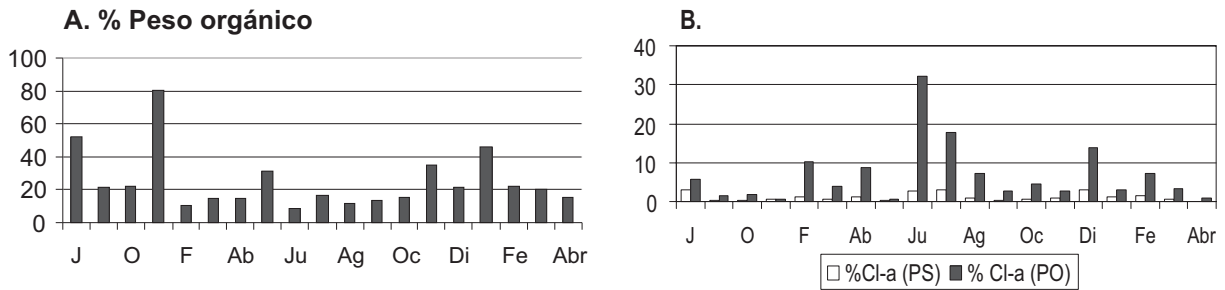 A. % Peso orgánico
100
80
60
40
20
0
J O F Ab Ju Ag Oc Di Fe Abr
B.
40
30
20
10
0
J O F Ab Ju Ag Oc Di Fe Abr
%Cl-a (PS) % Cl-a (PO)